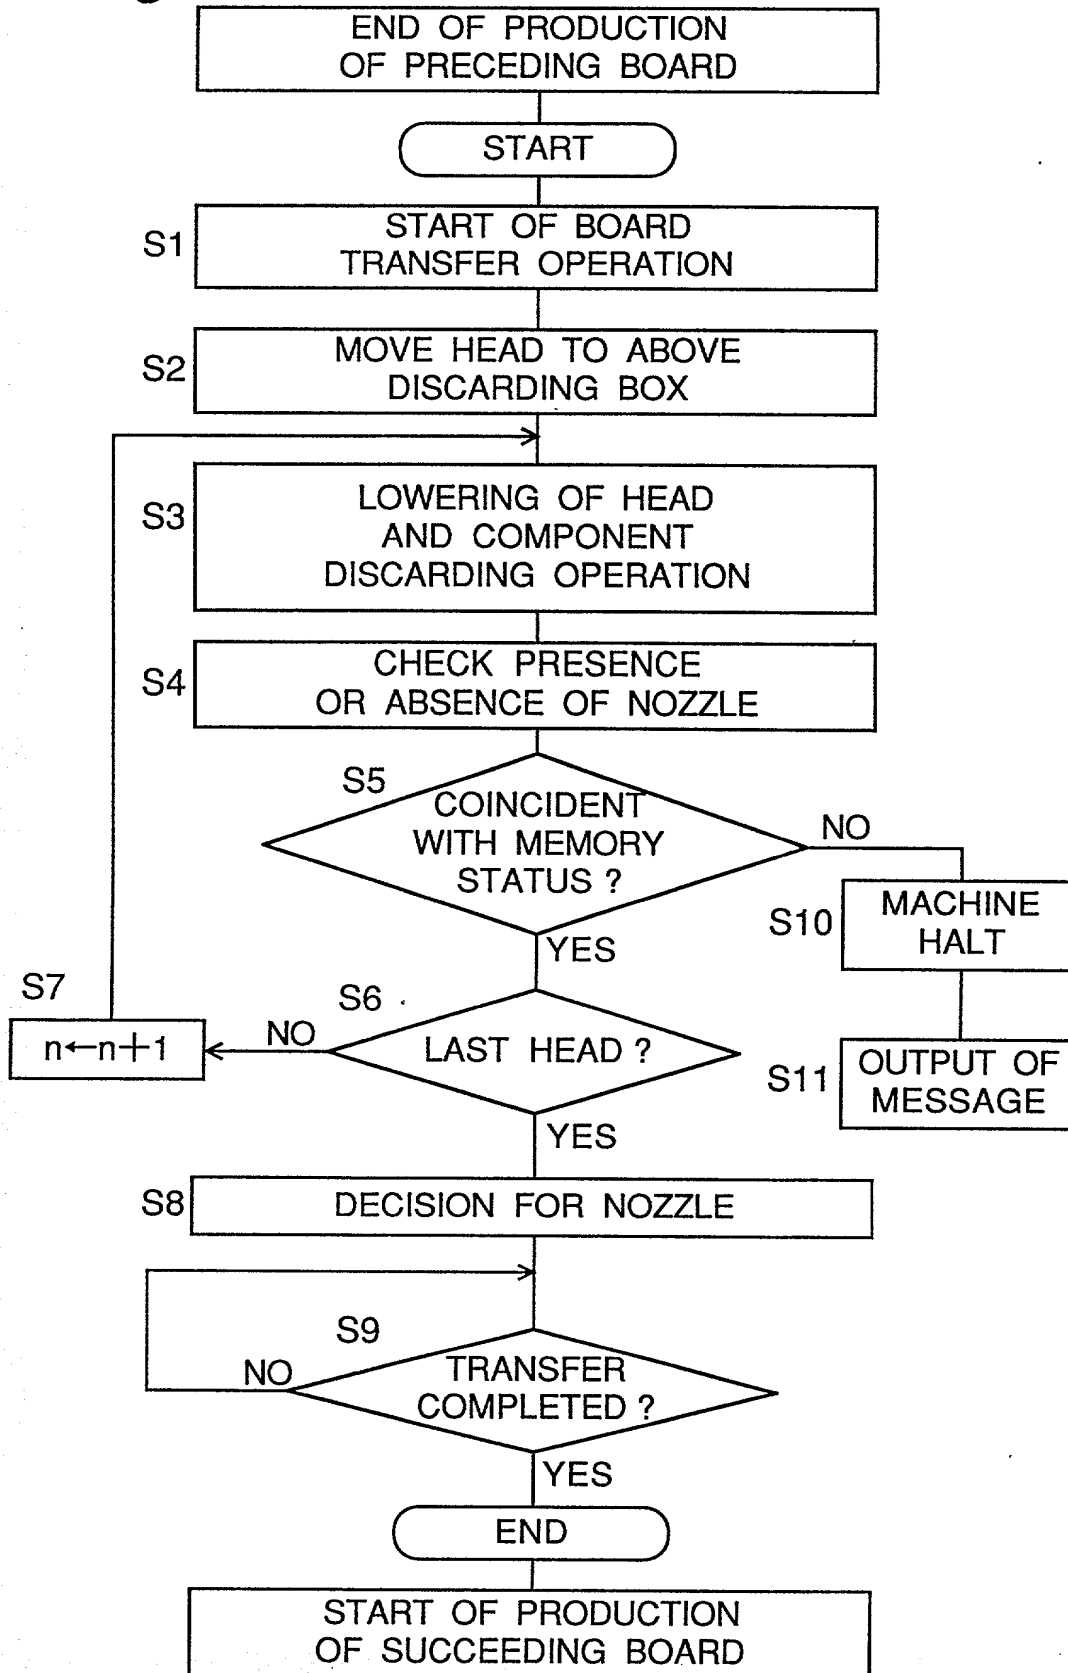 END OF PRODUCTION
OF PRECEDING BOARD
START
S1
START OF BOARD
TRANSFER OPERATION
S2
MOVE HEAD TO ABOVE
DISCARDING BOX
S3
LOWERING OF HEAD
AND COMPONENT
DISCARDING OPERATION
S4
CHECK PRESENCE
OR ABSENCE OF NOZZLE
S5
COINCIDENT
WITH MEMORY
STATUS ?
NO
YES
S10
MACHINE
HALT
S11
OUTPUT OF
MESSAGE
S6
LAST HEAD ?
NO
S7
n←n+1
YES
S8
DECISION FOR NOZZLE
S9
TRANSFER
COMPLETED ?
NO
YES
END
START OF PRODUCTION
OF SUCCEEDING BOARD